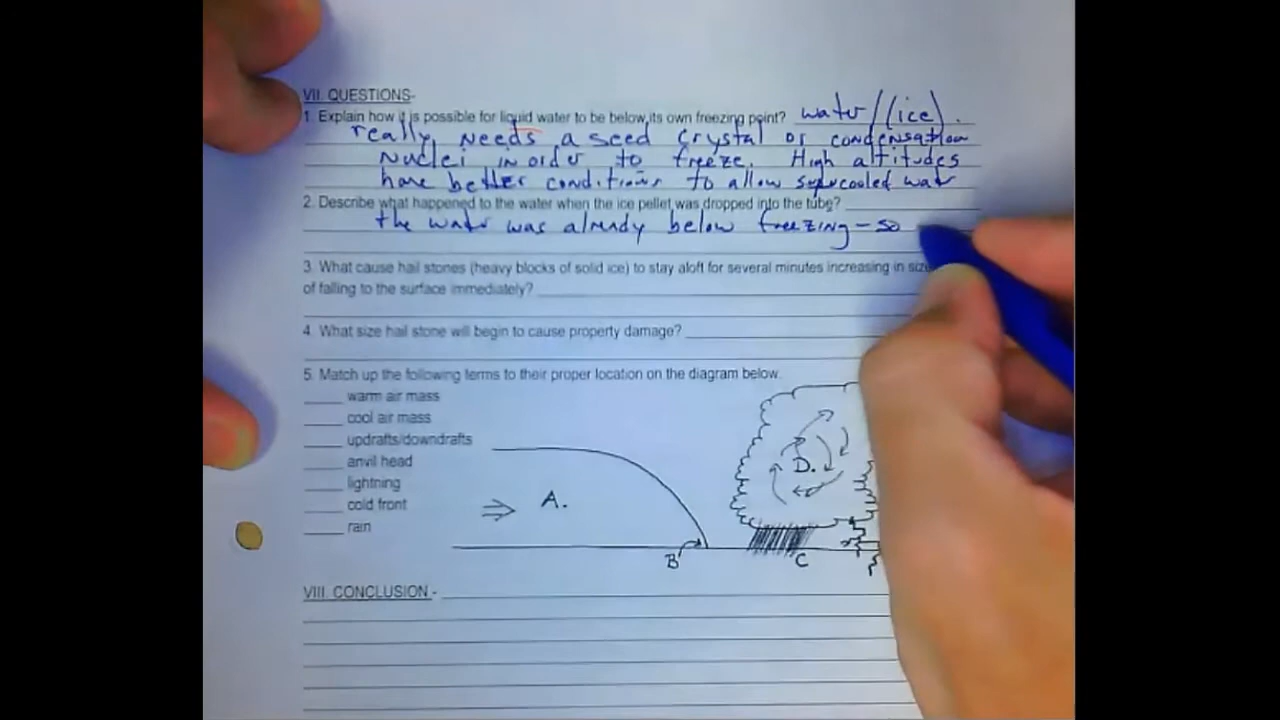 VII. QUESTIONS-
1. Explain how it is possible for liquid water to be below its own freezing point? water (ice).
really needs a seed crystal or condensation
Nuclei in order to freeze. High altitudes
have better conditions to allow supercooled water
2. Describe what happened to the water when the ice pellet was dropped into the tube?
the water was already below freezing - so
3. What cause hail stones (heavy blocks of solid ice) to stay aloft for several minutes increasing in size
of falling to the surface immediately?
4. What size hail stone will begin to cause property damage?
5. Match up the following terms to their proper location on the diagram below.
warm air mass
cool air mass
updrafts/downdrafts
anvil head
lightning
cold front
rain
A.
D.
B
C
VIII. CONCLUSION -